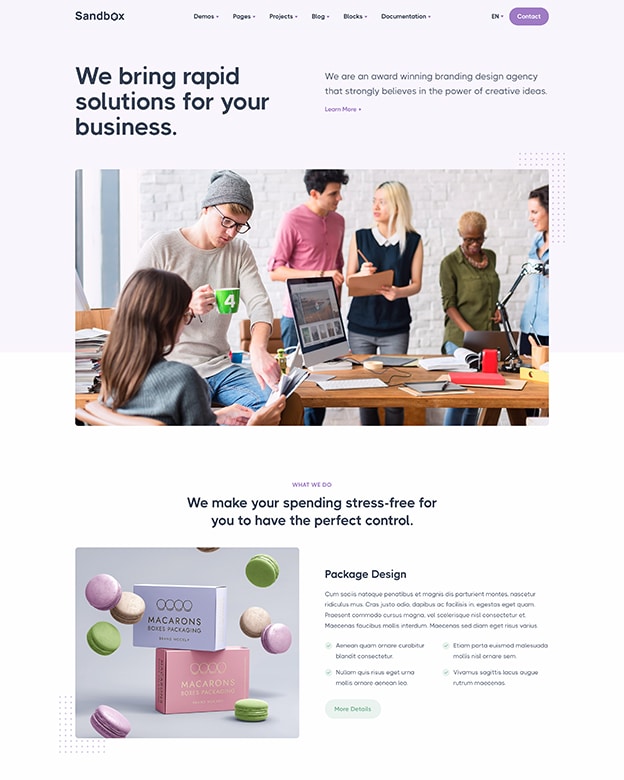 Sandbox
Demos
Pages
Projects
Blog
Blocks
Documentation
EN
Contact
We bring rapid
solutions for your
business.
We are an award winning branding design agency
that strongly believes in the power of creative ideas.
Learn More
4
WHAT WE DO
We make your spending stress-free for
you to have the perfect control.
MACARONS
BOXES PACKAGING
BRAND MOCKUP
MACARONS
BOXES PACKAGING
Package Design
Cum sociis natoque penatibus et magnis dis parturient montes, nascetur
ridiculus mus. Cras justo odio, dapibus ac facilisis in, egestas eget quam.
Praesent commodo cursus magna, vel scelerisque nisl consectetur et.
Maecenas faucibus mollis interdum. Maecenas sed diam eget risus varius.
Aenean quam ornare curabitur
blandit consectetur.
Nullam quis risus eget urna
mollis ornare aenean leo.
Etiam porta euismod malesuada
mollis nisl ornare sem.
Vivamus sagittis lacus augue
rutrum maecenas.
More Details